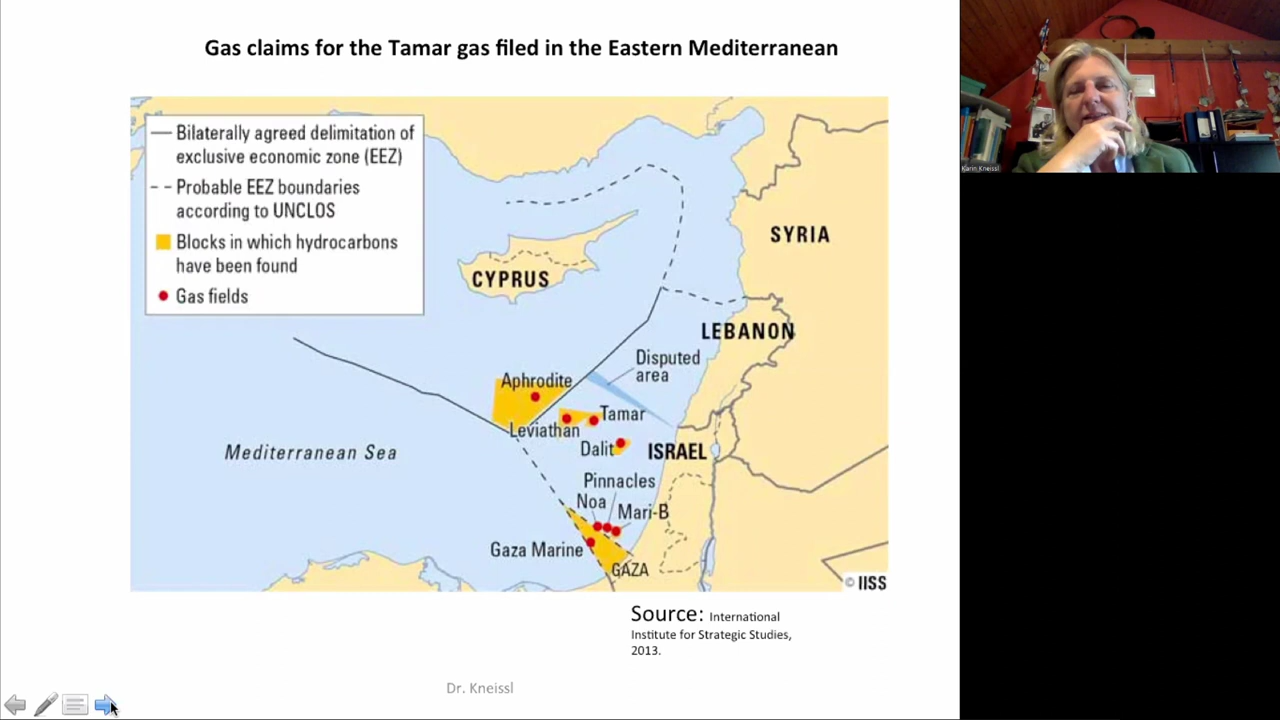 Gas claims for the Tamar gas filed in the Eastern Mediterranean
Bilaterally agreed delimitation of
exclusive economic zone (EEZ)
Probable EEZ boundaries
according to UNCLOS
Blocks in which hydrocarbons
have been found
Gas fields
SYRIA
CYPRUS
LEBANON
Disputed
area
Aphrodite
Tamar
Leviathan
Dalit
ISRAEL
Mediterranean Sea
Pinnacles
Noa
Mari-B
Gaza Marine
GAZA
© IISS
Source: International
Institute for Strategic Studies,
2013.
Dr. Kneissl
Karin Kneissl